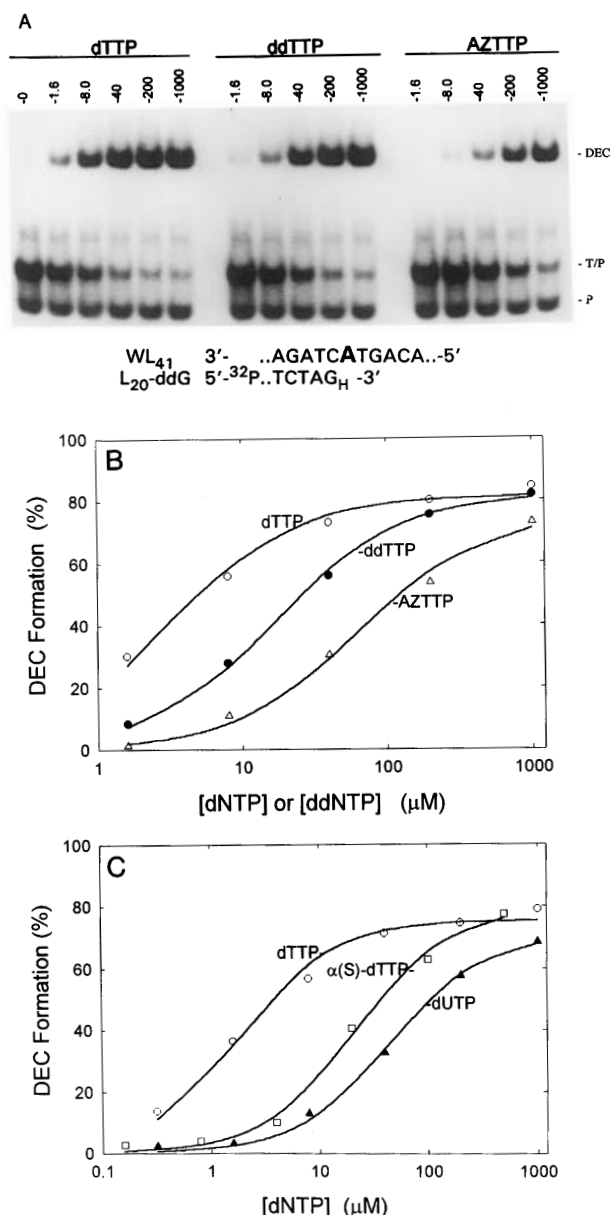 A
dTTP ddTTP AZTTP
-0 -1.6 -8.0 -40 -200 -1000 -1.6 -8.0 -40 -200 -1000 -1.6 -8.0 -40 -200 -1000
- DEC
- T/P
- P
WL41 3'- ..AGATCATGACA..-5'
L20-ddG 5'-32P..TCTAGH -3'
B
100
80
60
40
20
0
DEC Formation (%)
dTTP-
-ddTTP
-AZTTP
1 10 100 1000
[dNTP] or [ddNTP] (μM)
C
100
80
60
40
20
0
DEC Formation (%)
dTTP-
α(S)-dTTP-
-dUTP
0.1 1 10 100 1000
[dNTP] (μM)